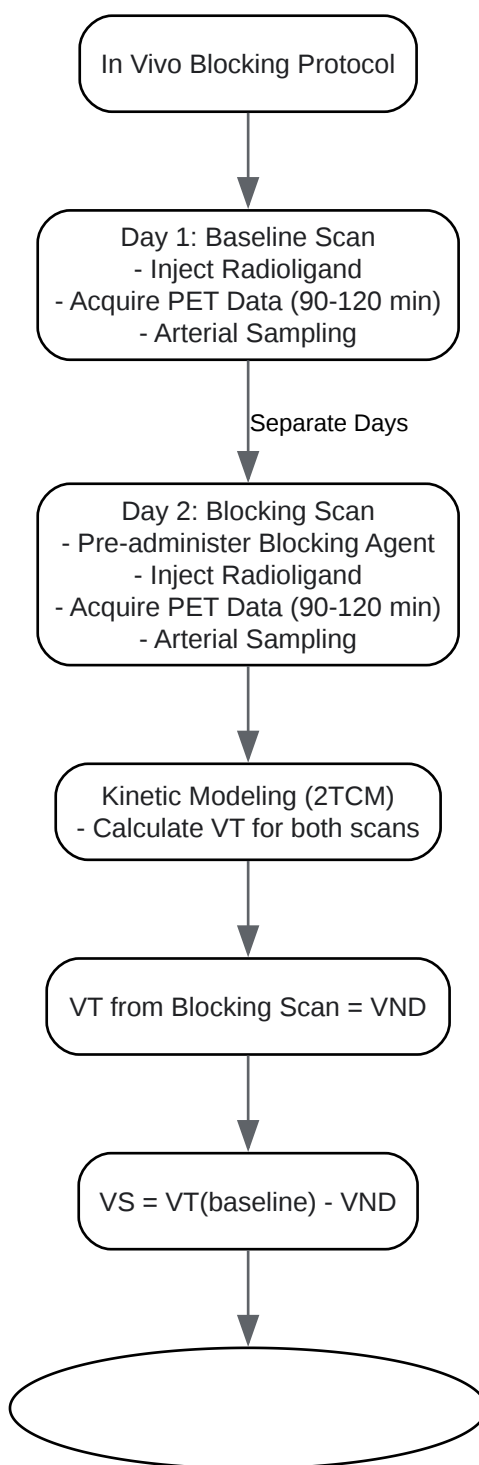 In Vivo Blocking Protocol
Day 1: Baseline Scan
- Inject Radioligand
- Acquire PET Data (90-120 min)
- Arterial Sampling
Separate Days
Day 2: Blocking Scan
- Pre-administer Blocking Agent
- Inject Radioligand
- Acquire PET Data (90-120 min)
- Arterial Sampling
Kinetic Modeling (2TCM)
- Calculate VT for both scans
VT from Blocking Scan = VND
VS = VT(baseline) - VND